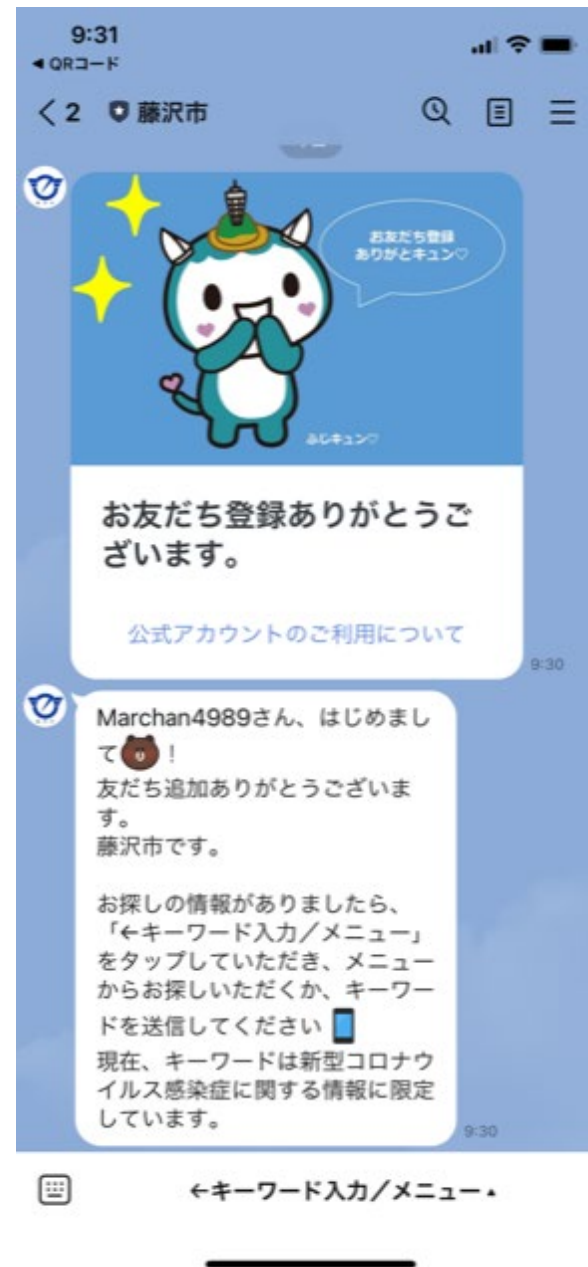 9:31
◀ QRコード
2 藤沢市
お友だち登録
ありがとキュン♡
ふじキュン♡
お友だち登録ありがとうご
ざいます。
公式アカウントのご利用について
9:30
Marchan4989さん、はじめまし
て！
友だち追加ありがとうございま
す。
藤沢市です。
お探しの情報がありましたら、
「←キーワード入力／メニュー」
をタップしていただき、メニュー
からお探しいただくか、キーワー
ドを送信してください
現在、キーワードは新型コロナウ
イルス感染症に関する情報に限定
しています。
9:30
←キーワード入力／メニュー▲